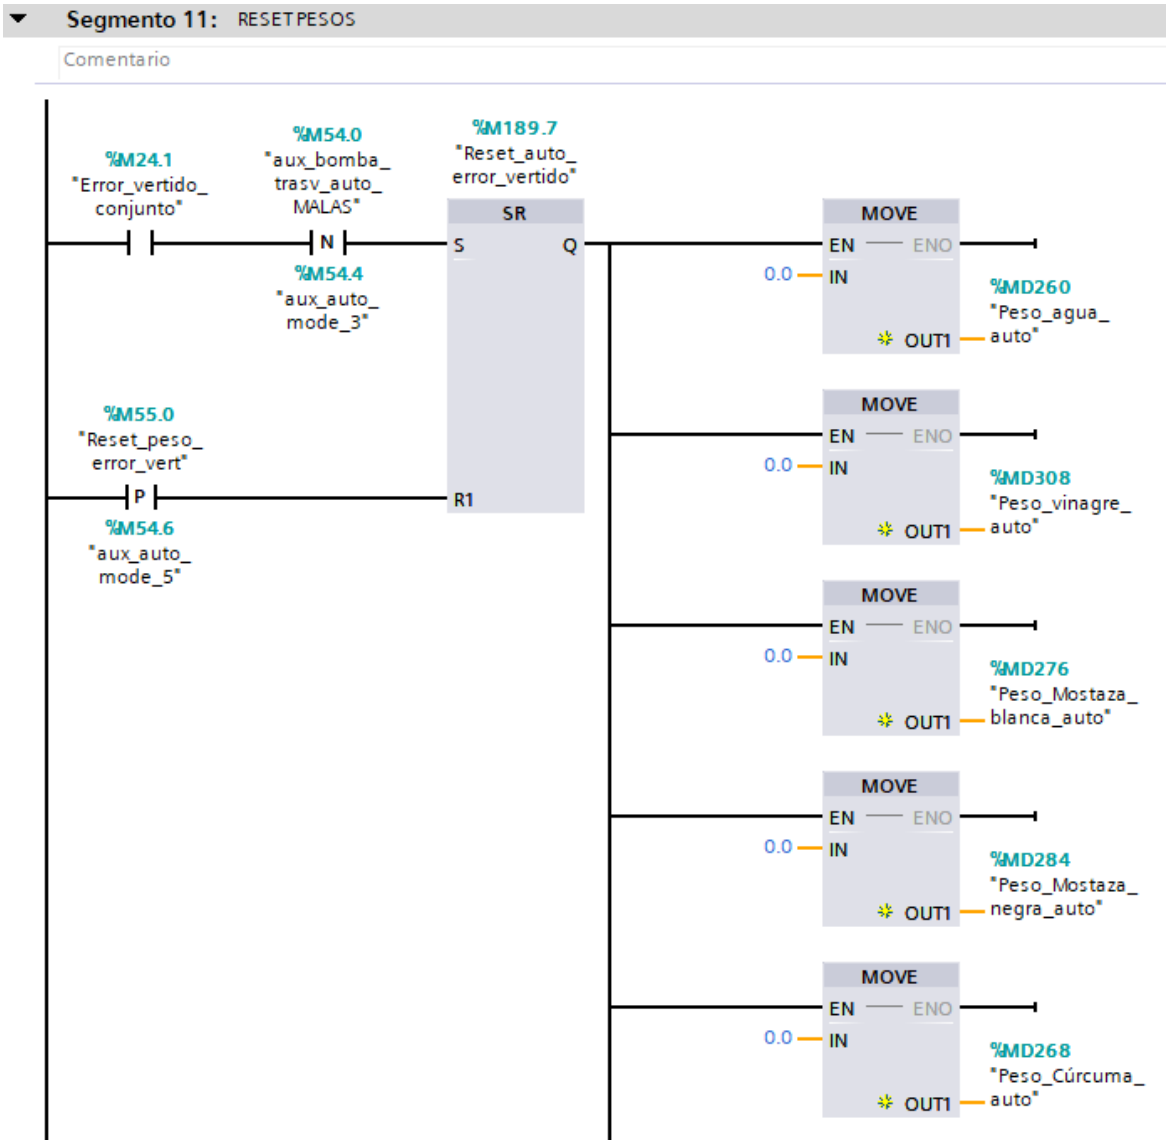 Segmento 11: RESET PESOS
Comentario
%M24.1
"Error_vertido_
conjunto"
%M54.0
"aux_bomba_
trasv_auto_
MALAS"
N
%M54.4
"aux_auto_
mode_3"
%M189.7
"Reset_auto_
error_vertido"
SR
S Q
%M55.0
"Reset_peso_
error_vert"
P
%M54.6
"aux_auto_
mode_5"
R1
MOVE
EN ENO
0.0 IN
%MD260
"Peso_agua_
auto"
OUT1
MOVE
EN ENO
0.0 IN
%MD308
"Peso_vinagre_
auto"
OUT1
MOVE
EN ENO
0.0 IN
%MD276
"Peso_Mostaza_
blanca_auto"
OUT1
MOVE
EN ENO
0.0 IN
%MD284
"Peso_Mostaza_
negra_auto"
OUT1
MOVE
EN ENO
0.0 IN
%MD268
"Peso_Cúrcuma_
auto"
OUT1